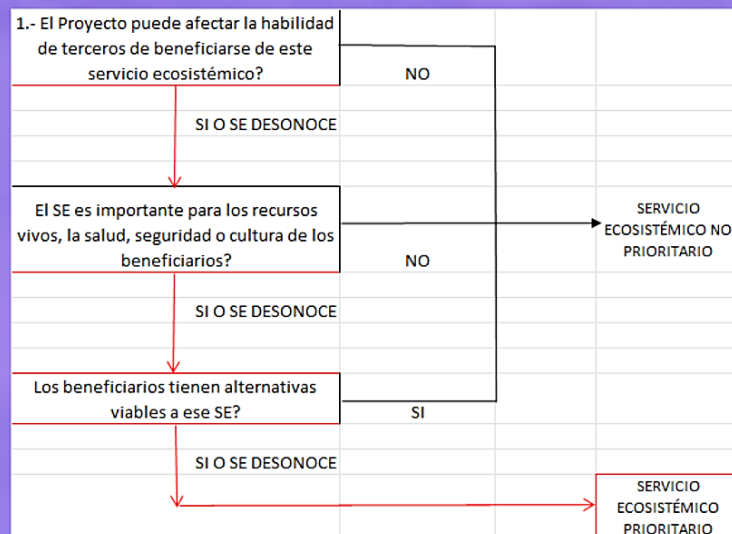 1.- El Proyecto puede afectar la habilidad
de terceros de beneficiarse de este
servicio ecosistémico?
NO
SI O SE DESONOCE
El SE es importante para los recursos
vivos, la salud, seguridad o cultura de los
beneficiarios?
NO
SERVICIO
ECOSISTÉMICO NO
PRIORITARIO
SI O SE DESONOCE
Los beneficiarios tienen alternativas
viables a ese SE?
SI
SI O SE DESONOCE
SERVICIO
ECOSISTÉMICO
PRIORITARIO